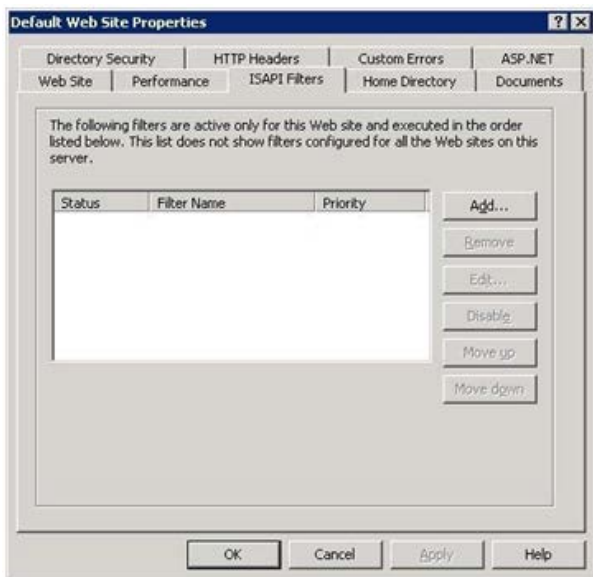 Default Web Site Properties
Directory Security HTTP Headers Custom Errors ASP.NET
Web Site Performance ISAPI Filters Home Directory Documents
The following filters are active only for this Web site and executed in the order
listed below. This list does not show filters configured for all the Web sites on this
server.
Status Filter Name Priority
Add...
Remove
Edit...
Disable
Move up
Move down
OK Cancel Apply Help